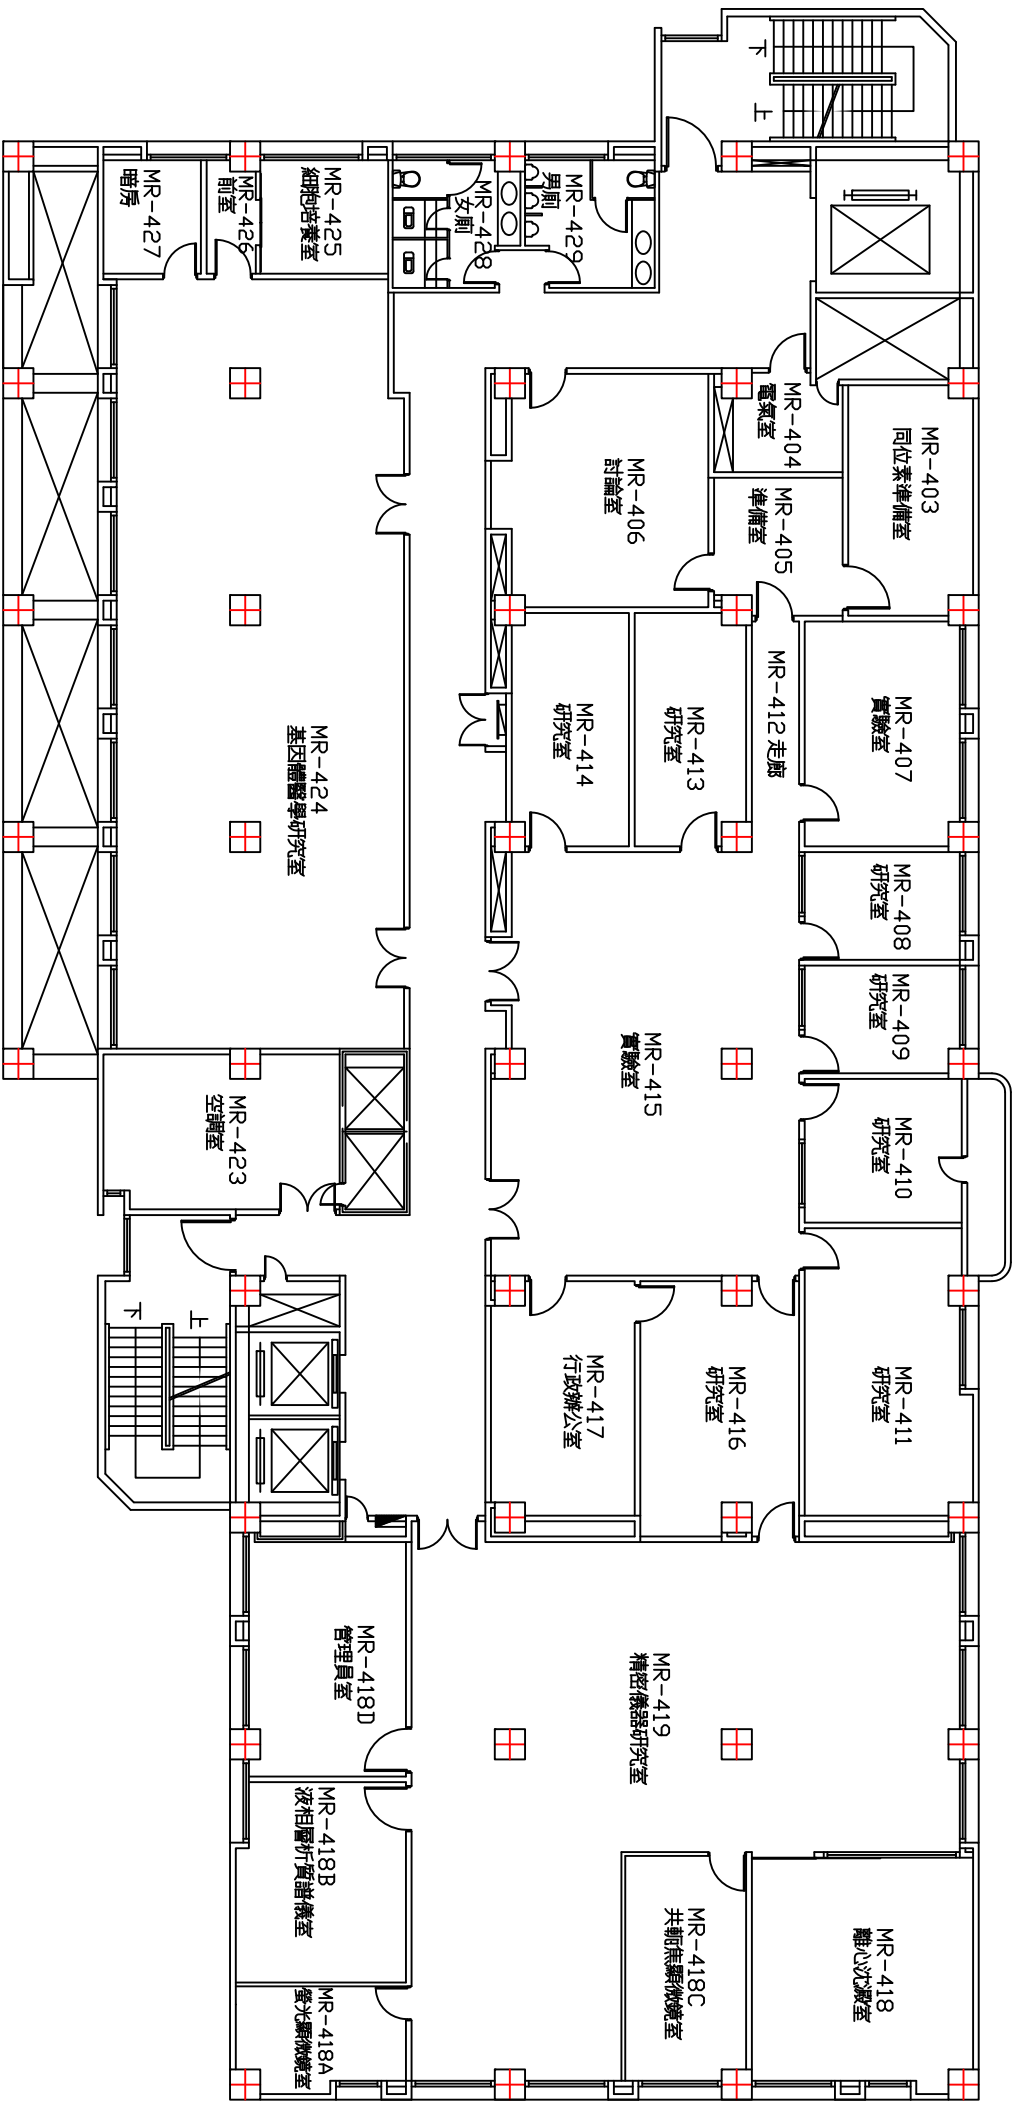 下
上
MR-403
同位素準備室
MR-404
電氣室
MR-405
準備室
MR-406
討論室
MR-407
實驗室
MR-408
研究室
MR-409
研究室
MR-410
研究室
MR-411
研究室
MR-412 走廊
MR-413
研究室
MR-414
研究室
MR-415
實驗室
MR-416
研究室
MR-417
行政辦公室
MR-418
離心沈澱室
MR-418A
螢光顯微鏡室
MR-418B
液相層析質譜儀室
MR-418C
共軛焦顯微鏡室
MR-418D
管理員室
MR-419
精密儀器研究室
MR-423
空調室
MR-424
基因體醫學研究室
MR-425
細胞培養室
MR-426
前室
MR-427
暗房
MR-428
女廁
MR-429
男廁
上
下